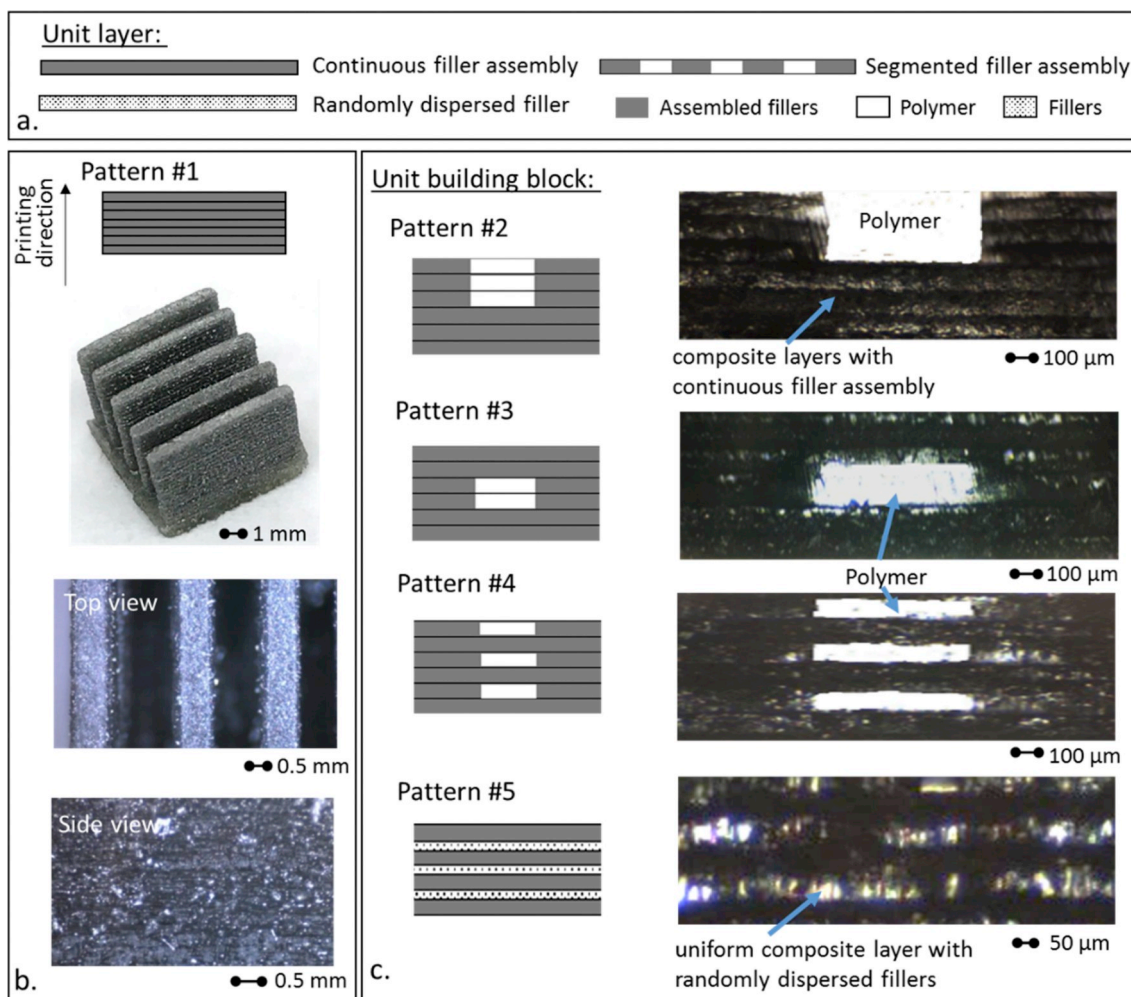 Unit layer:
Continuous filler assembly
Segmented filler assembly
Randomly dispersed filler
Assembled fillers
Polymer
Fillers
a.
Pattern #1
Printing
direction
1 mm
Top view
0.5 mm
Side view
0.5 mm
b.
Unit building block:
Pattern #2
Polymer
composite layers with
continuous filler assembly
100 µm
Pattern #3
100 µm
Polymer
Pattern #4
100 µm
Pattern #5
50 µm
uniform composite layer with
randomly dispersed fillers
c.